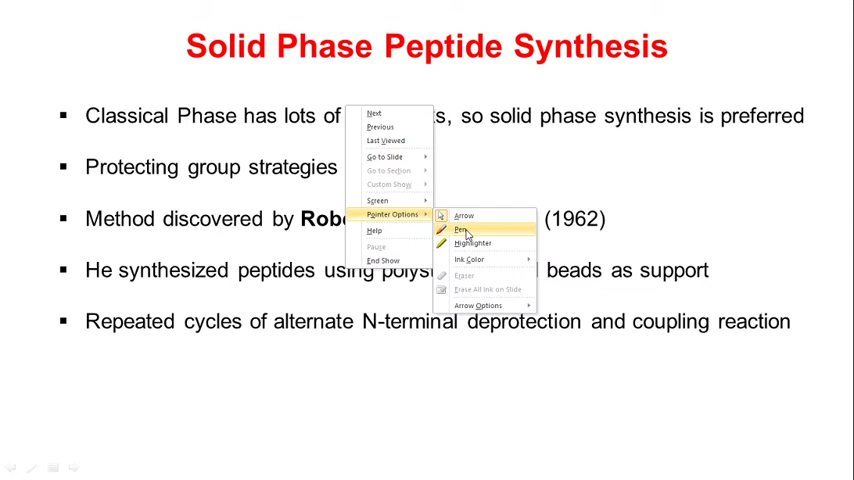 Solid Phase Peptide Synthesis
Classical Phase has lots of s, so solid phase synthesis is preferred
Protecting group strategies
Method discovered by Robe (1962)
He synthesized peptides using polys beads as support
Repeated cycles of alternate N-terminal deprotection and coupling reaction
Next
Previous
Last Viewed
Go to Slide
Go to Section
Custom Show
Screen
Pointer Options
Help
Pause
End Show
Arrow
Pen
Highlighter
Ink Color
Eraser
Erase All Ink on Slide
Arrow Options